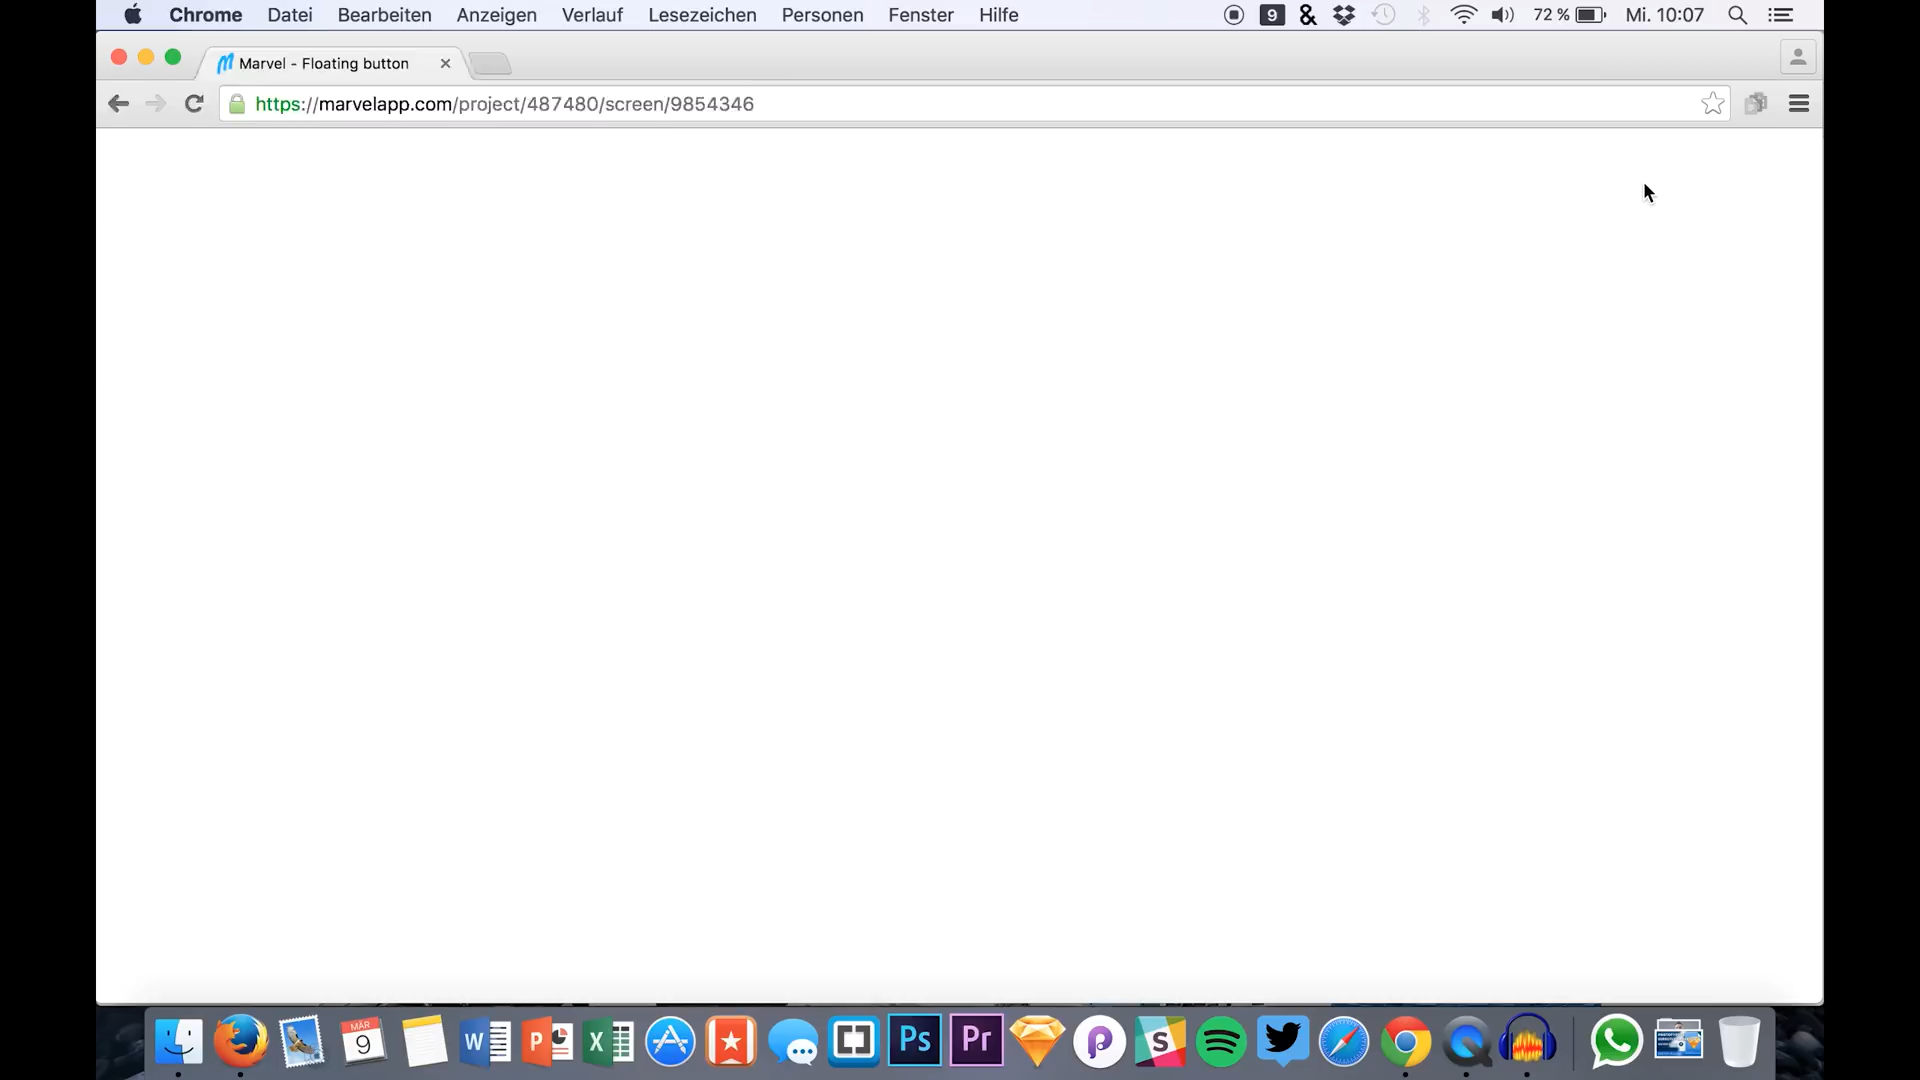 Chrome Datei Bearbeiten Anzeigen Verlauf Lesezeichen Personen Fenster Hilfe 9 & 72 % Mi. 10:07
Marvel - Floating button
https://marvelapp.com/project/487480/screen/9854346
MÄR
9
W P X Ps Pr S